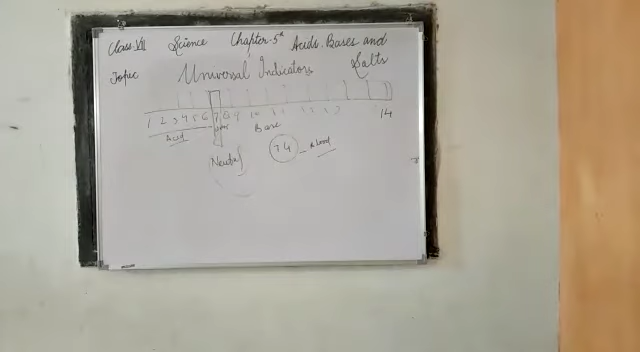 Class VII Science Chapter-5th Acids, Bases and Salts
Topic Universal Indicators
1 2 3 4 5 6 7 8 9 10 14
Acid Base
Neutral 7.4 - Blood